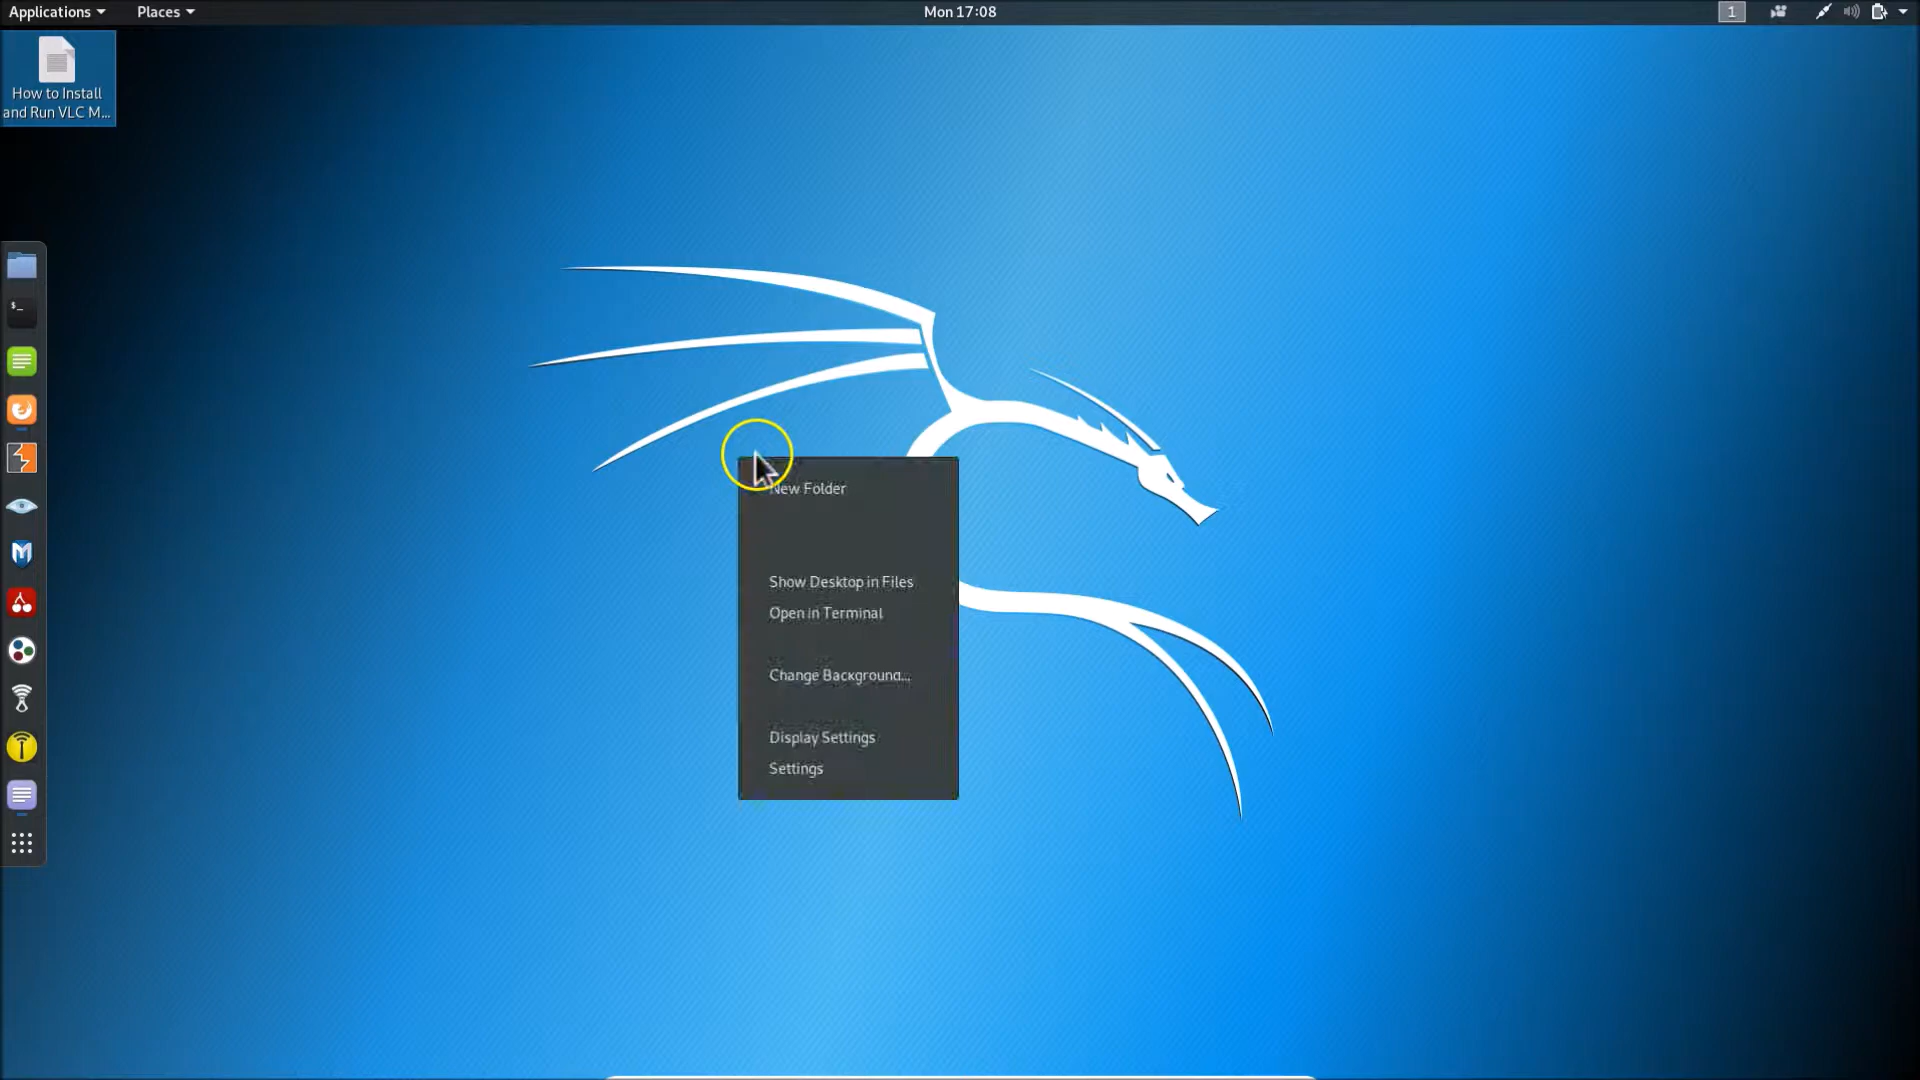 Applications
Places
Mon 17:08
1
How to Install
and Run VLC M...
$_
New Folder
Show Desktop in Files
Open in Terminal
Change Background...
Display Settings
Settings